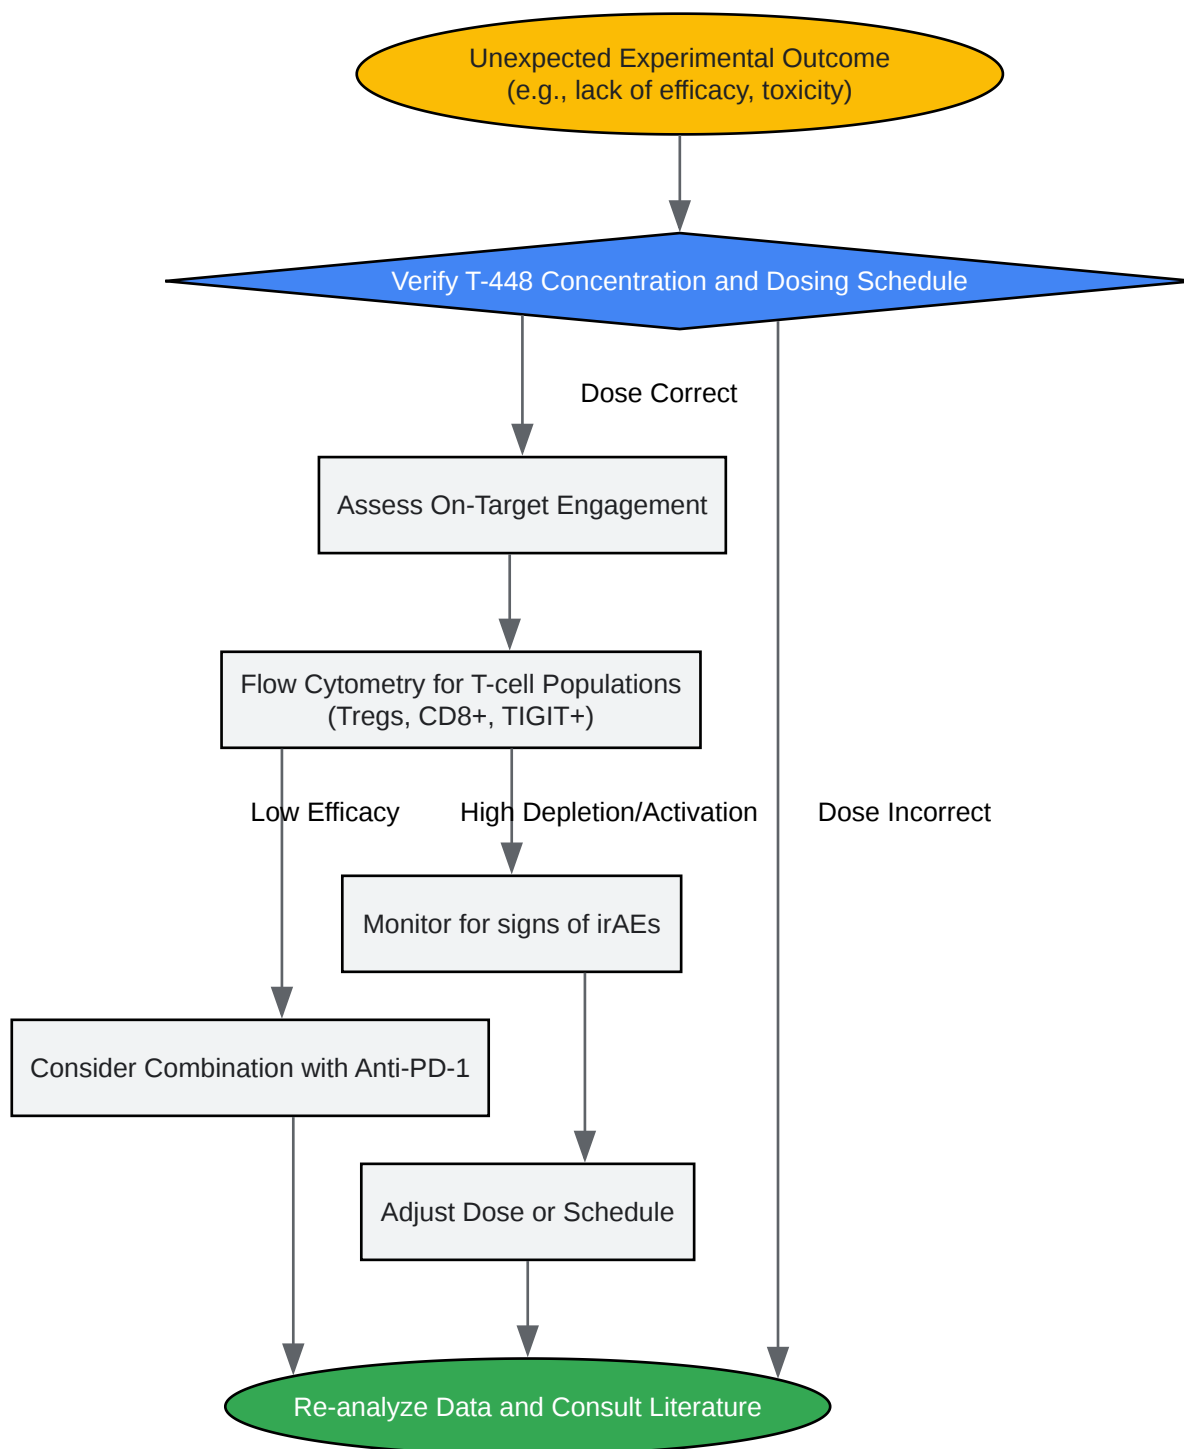 Unexpected Experimental Outcome
(e.g., lack of efficacy, toxicity)
Verify T-448 Concentration and Dosing Schedule
Dose Correct
Assess On-Target Engagement
Flow Cytometry for T-cell Populations
(Tregs, CD8+, TIGIT+)
Low Efficacy
High Depletion/Activation
Dose Incorrect
Monitor for signs of irAEs
Consider Combination with Anti-PD-1
Adjust Dose or Schedule
Re-analyze Data and Consult Literature